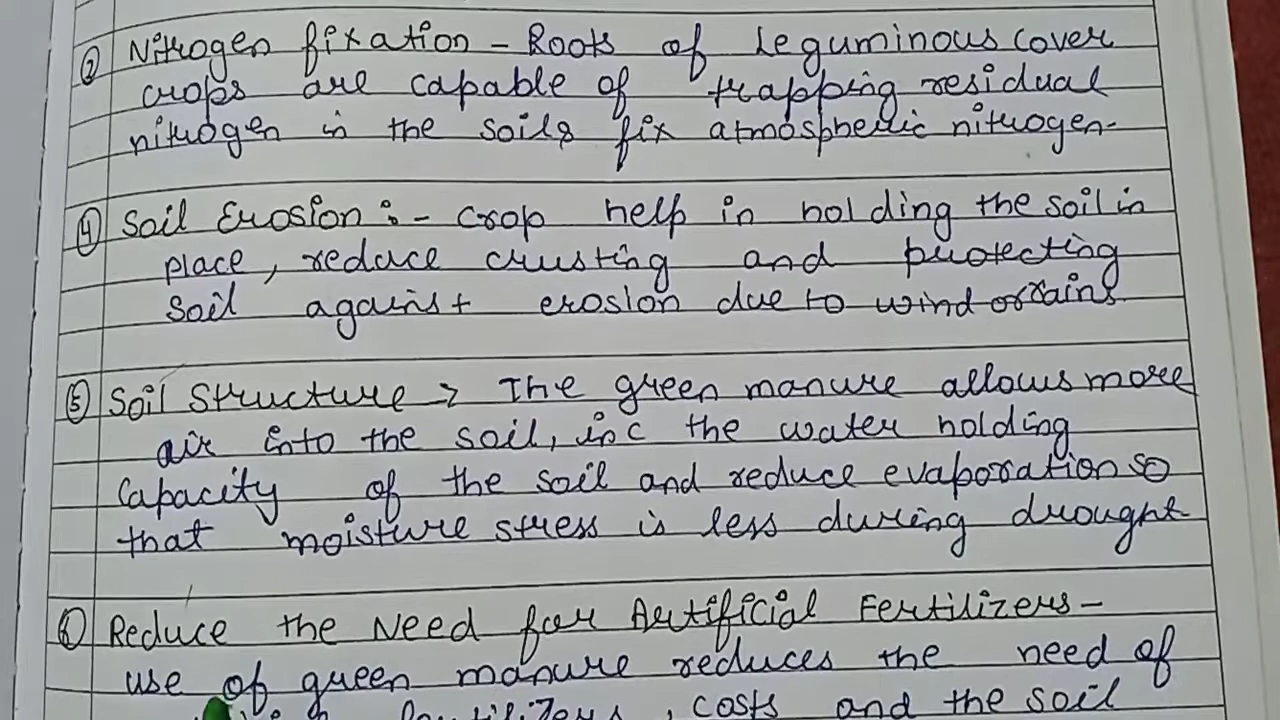 ② Nitrogen fixation - Roots of leguminous cover
crops are capable of trapping residual
nitrogen in the soils fix atmospheric nitrogen.
④ Soil Erosion :- Crop help in holding the soil in
place, reduce crusting and protecting
soil against erosion due to wind or rains
⑤ Soil Structure → The green manure allows more
air into the soil, inc the water holding
capacity of the soil and reduce evaporation so
that moisture stress is less during drought
⑥ Reduce the Need for Artificial Fertilizers -
use of green manure reduces the need of
, costs and the soil